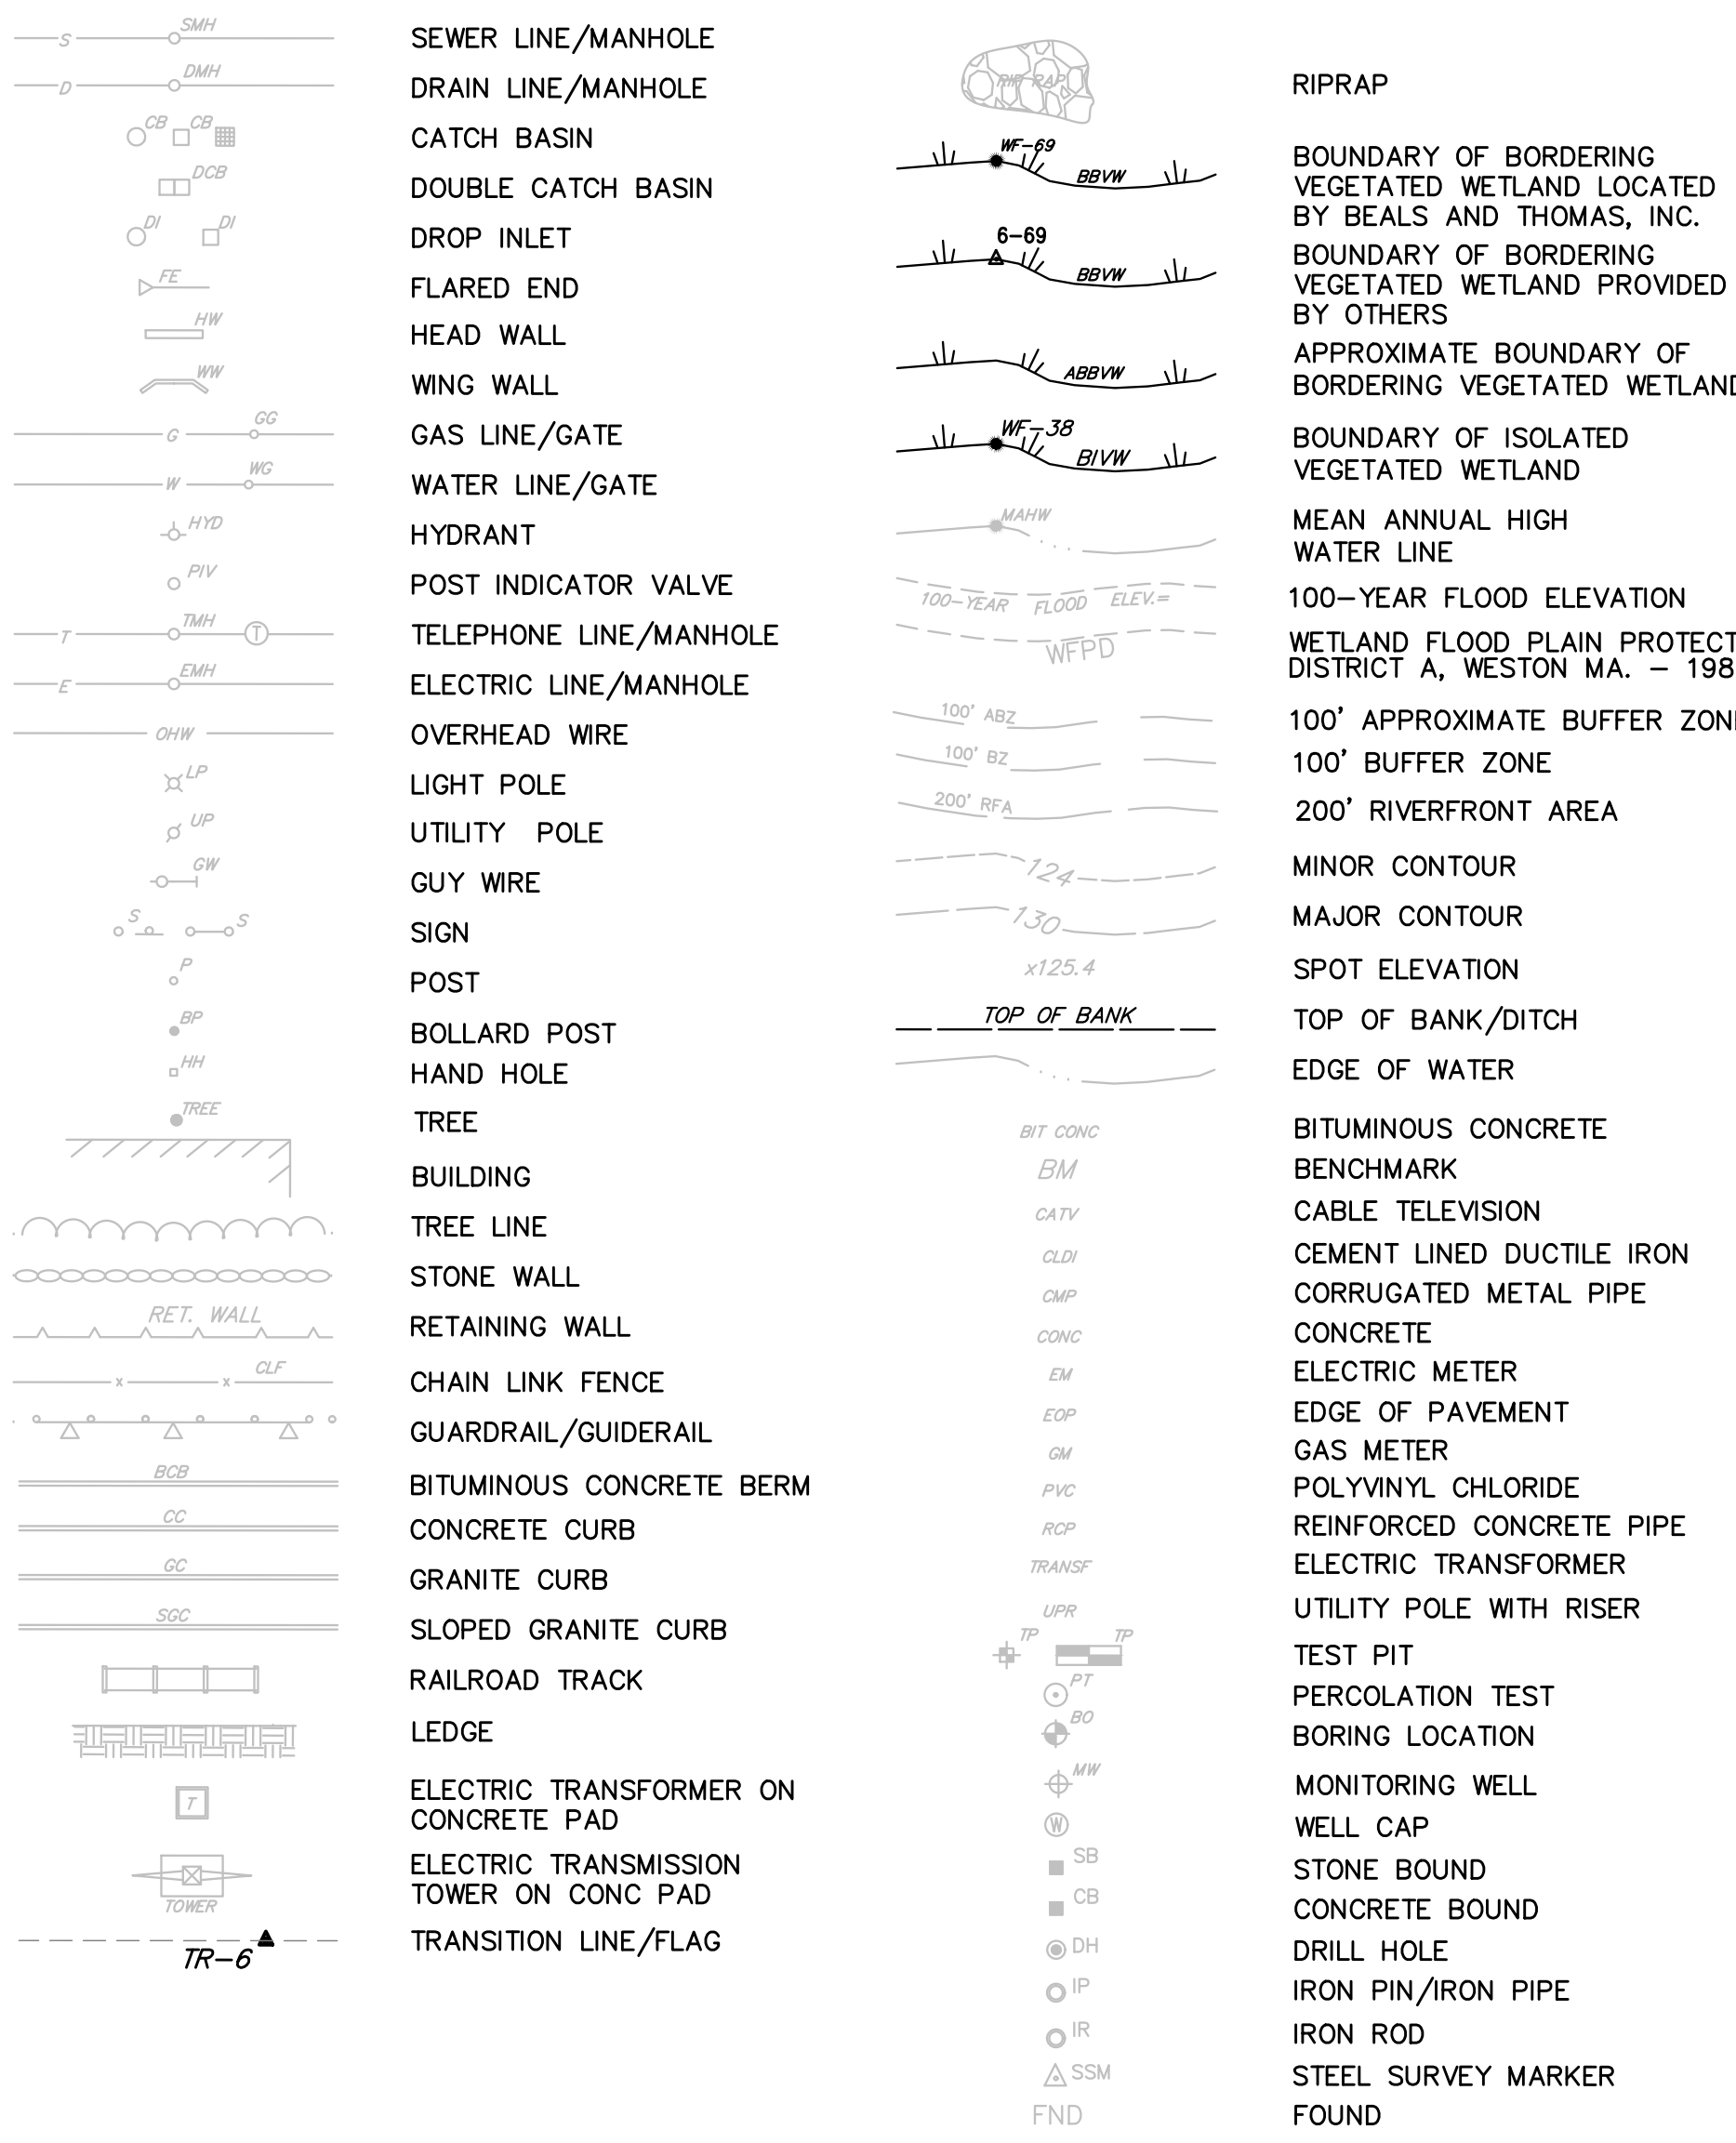 S SMH SEWER LINE/MANHOLE
D DMH DRAIN LINE/MANHOLE
CB CB CATCH BASIN
DCB DOUBLE CATCH BASIN
DI DI DROP INLET
FE FLARED END
HW HEAD WALL
WW WING WALL
G GG GAS LINE/GATE
W WG WATER LINE/GATE
HYD HYDRANT
PIV POST INDICATOR VALVE
T TMH T TELEPHONE LINE/MANHOLE
E EMH ELECTRIC LINE/MANHOLE
OHW OVERHEAD WIRE
LP LIGHT POLE
UP UTILITY POLE
GW GUY WIRE
S S SIGN
P POST
BP BOLLARD POST
HH HAND HOLE
TREE TREE
BUILDING
TREE LINE
STONE WALL
RET. WALL RETAINING WALL
x x CLF CHAIN LINK FENCE
GUARDRAIL/GUIDERAIL
BCB BITUMINOUS CONCRETE BERM
CC CONCRETE CURB
GC GRANITE CURB
SGC SLOPED GRANITE CURB
RAILROAD TRACK
LEDGE
T ELECTRIC TRANSFORMER ON
CONCRETE PAD
ELECTRIC TRANSMISSION
TOWER ON CONC PAD
TOWER
TRANSITION LINE/FLAG
TR-6
RIP RAP RIPRAP
WF-69 BBVW BOUNDARY OF BORDERING
VEGETATED WETLAND LOCATED
BY BEALS AND THOMAS, INC.
6-69 BBVW BOUNDARY OF BORDERING
VEGETATED WETLAND PROVIDED
BY OTHERS
ABBVW APPROXIMATE BOUNDARY OF
BORDERING VEGETATED WETLAND
WF-38 BIVW BOUNDARY OF ISOLATED
VEGETATED WETLAND
MAHW MEAN ANNUAL HIGH
WATER LINE
100-YEAR FLOOD ELEV.= 100-YEAR FLOOD ELEVATION
WFPD WETLAND FLOOD PLAIN PROTECT
DISTRICT A, WESTON MA. - 198
100' ABZ 100' APPROXIMATE BUFFER ZONE
100' BZ 100' BUFFER ZONE
200' RFA 200' RIVERFRONT AREA
124 MINOR CONTOUR
130 MAJOR CONTOUR
x125.4 SPOT ELEVATION
TOP OF BANK TOP OF BANK/DITCH
EDGE OF WATER
BIT CONC BITUMINOUS CONCRETE
BM BENCHMARK
CATV CABLE TELEVISION
CLDI CEMENT LINED DUCTILE IRON
CMP CORRUGATED METAL PIPE
CONC CONCRETE
EM ELECTRIC METER
EOP EDGE OF PAVEMENT
GM GAS METER
PVC POLYVINYL CHLORIDE
RCP REINFORCED CONCRETE PIPE
TRANSF ELECTRIC TRANSFORMER
UPR UTILITY POLE WITH RISER
TP TP TEST PIT
PT PERCOLATION TEST
BO BORING LOCATION
MW MONITORING WELL
W WELL CAP
SB STONE BOUND
CB CONCRETE BOUND
DH DRILL HOLE
IP IRON PIN/IRON PIPE
IR IRON ROD
SSM STEEL SURVEY MARKER
FND FOUND